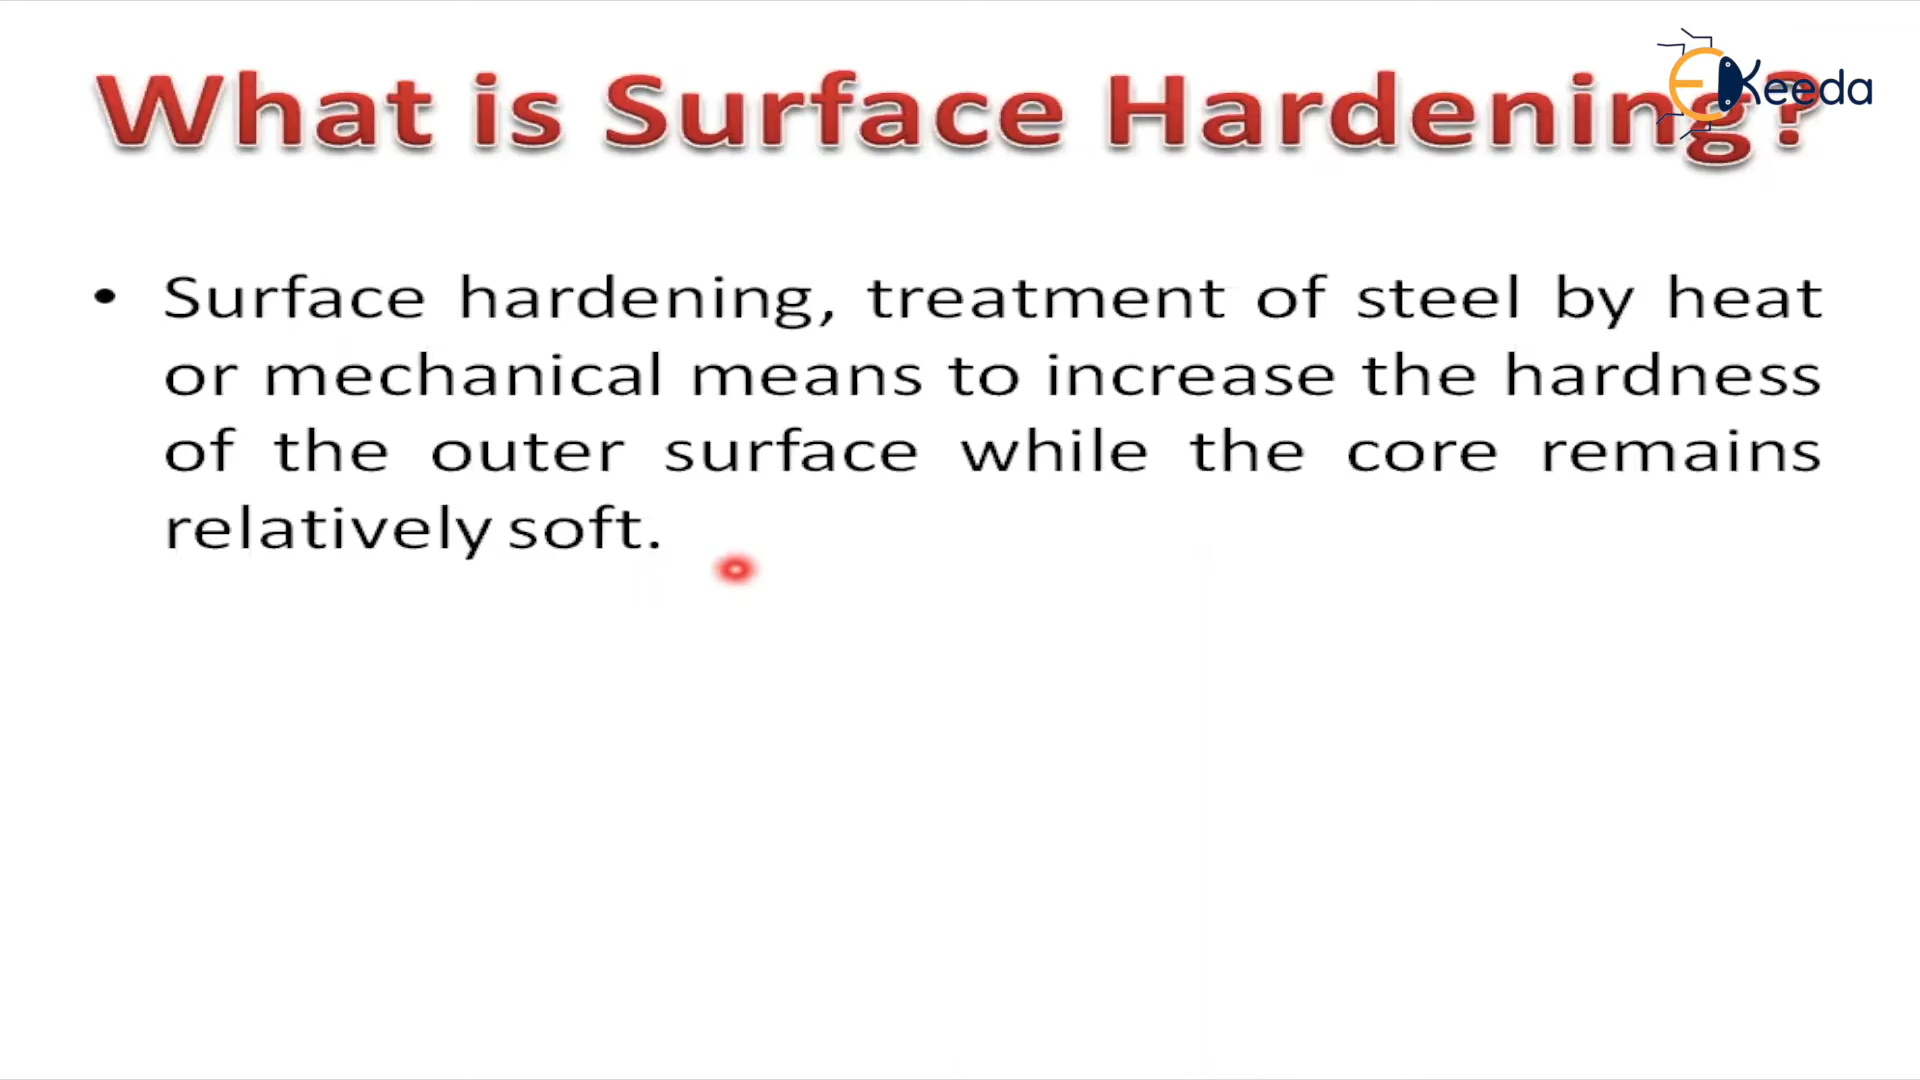 What is Surface Hardening?
EKeeda
• Surface hardening, treatment of steel by heat
or mechanical means to increase the hardness
of the outer surface while the core remains
relatively soft.